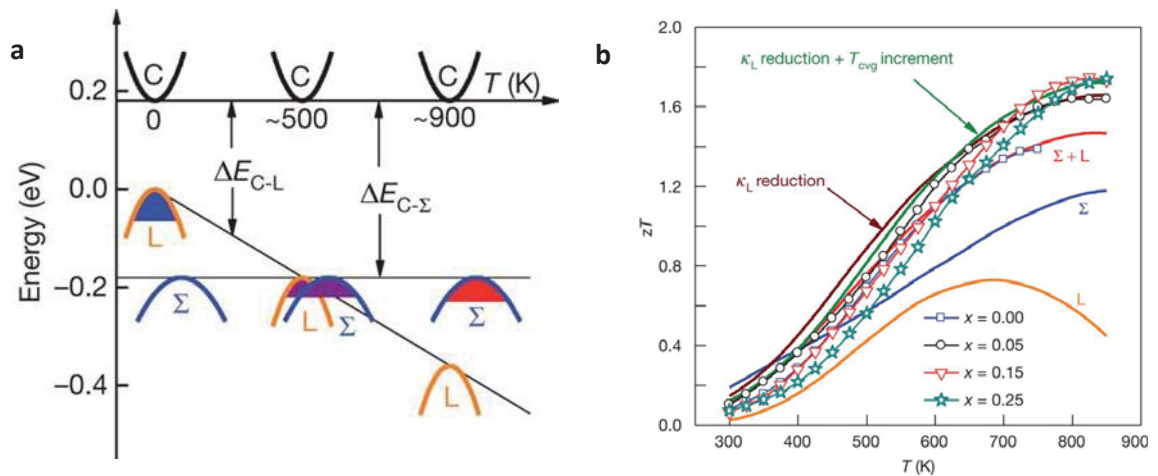 a
C
C
C
T (K)
0.2
0
~500
~900
ΔE_C-L
ΔE_C-Σ
0.0
L
Energy (eV)
−0.2
Σ
L
Σ
Σ
−0.4
L
b
2.0
κ_L reduction + T_cvg increment
1.6
Σ + L
κ_L reduction
1.2
Σ
zT
0.8
L
x = 0.00
x = 0.05
0.4
x = 0.15
x = 0.25
0.0
300 400 500 600 700 800 900
T (K)